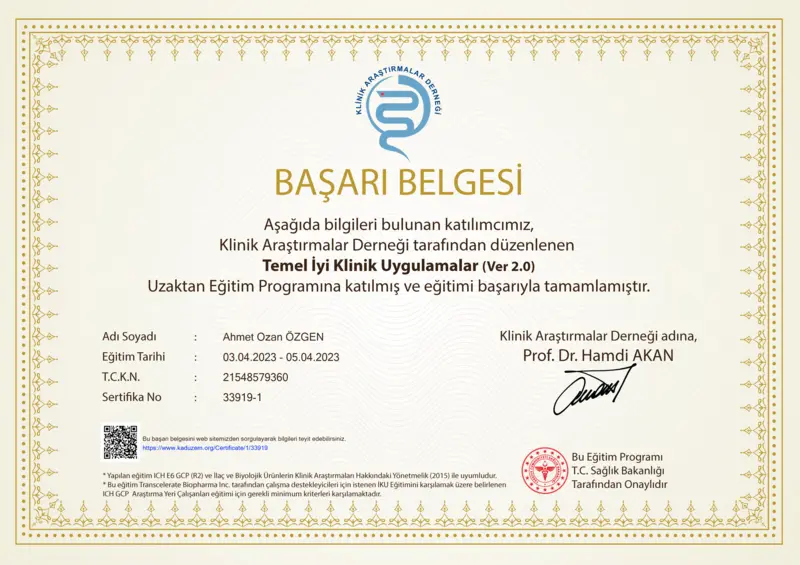 KLİNİK ARAŞTIRMALAR DERNEĞİ
BAŞARI BELGESİ
Aşağıda bilgileri bulunan katılımcımız,
Klinik Araştırmalar Derneği tarafından düzenlenen
Temel İyi Klinik Uygulamalar (Ver 2.0)
Uzaktan Eğitim Programına katılmış ve eğitimi başarıyla tamamlamıştır.
Adı Soyadı : Ahmet Ozan ÖZGEN
Eğitim Tarihi : 03.04.2023 - 05.04.2023
T.C.K.N. : 21548579360
Sertifika No : 33919-1
Klinik Araştırmalar Derneği adına,
Prof. Dr. Hamdi AKAN
Bu başarı belgesini web sitemizden sorgulayarak bilgileri teyit edebilirsiniz.
https://www.kaduzem.org/Certificate/1/33919
Bu Eğitim Programı
T.C. Sağlık Bakanlığı
Tarafından Onaylıdır
* Yapılan eğitim ICH E6 GCP (R2) ve İlaç ve Biyolojik Ürünlerin Klinik Araştırmaları Hakkındaki Yönetmelik (2015) ile uyumludur.
* Bu eğitim Transcelerate Biopharma Inc. tarafından çalışma destekleyicileri için istenen İKU Eğitimini karşılamak üzere belirlenen
ICH GCP Araştırma Yeri Çalışanları eğitimi için gerekli minimum kriterleri karşılamaktadır.